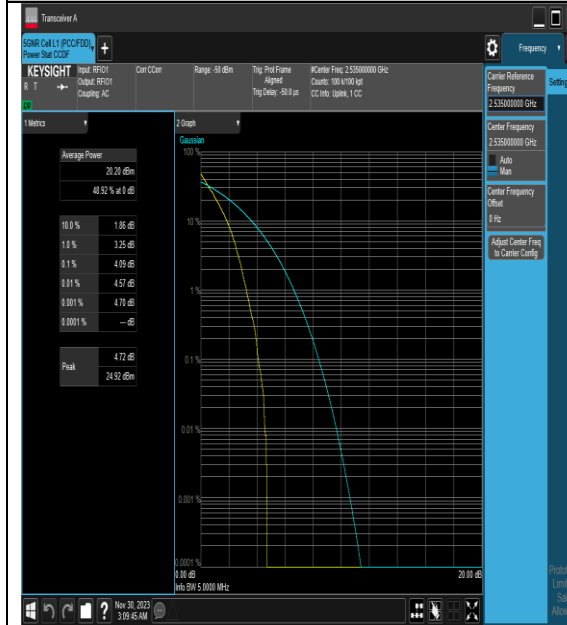 Transceiver A
5GNR Cell L1 (PCC/FDD),
Power Stat CCDF
Frequency
KEYSIGHT
R T
LV
Input: RFIO1
Output: RFIO1
Coupling: AC
Corr CCorr
Range: -50 dBm
Trig: Prot Frame
Aligned
Trig Delay: -50.0 µs
#Center Freq: 2.535000000 GHz
Counts: 100 k/100 kpt
CC Info: Uplink, 1 CC
1 Metrics
Average Power
20.20 dBm
48.92 % at 0 dB
10.0 % 1.86 dB
1.0 % 3.25 dB
0.1 % 4.09 dB
0.01 % 4.57 dB
0.001 % 4.70 dB
0.0001 % --- dB
Peak
4.72 dB
24.92 dBm
2 Graph
Gaussian
100 %
10 %
1 %
0.1 %
0.01 %
0.001 %
0.0001 %
0.00 dB
20.00 dB
Info BW 5.0000 MHz
Carrier Reference
Frequency
2.535000000 GHz
Center Frequency
2.535000000 GHz
Auto
Man
Center Frequency
Offset
0 Hz
Adjust Center Freq
to Carrier Config
Setting
Nov 30, 2023
3:09:45 AM